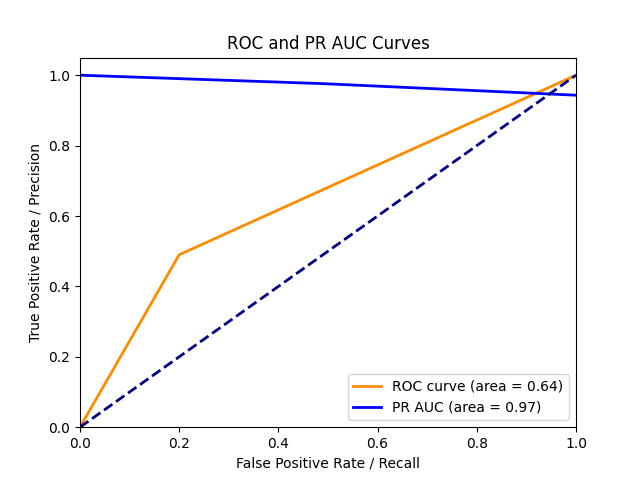 ROC and PR AUC Curves
True Positive Rate / Precision
1.0
0.8
0.6
0.4
0.2
0.0
ROC curve (area = 0.64)
PR AUC (area = 0.97)
0.0 0.2 0.4 0.6 0.8 1.0
False Positive Rate / Recall